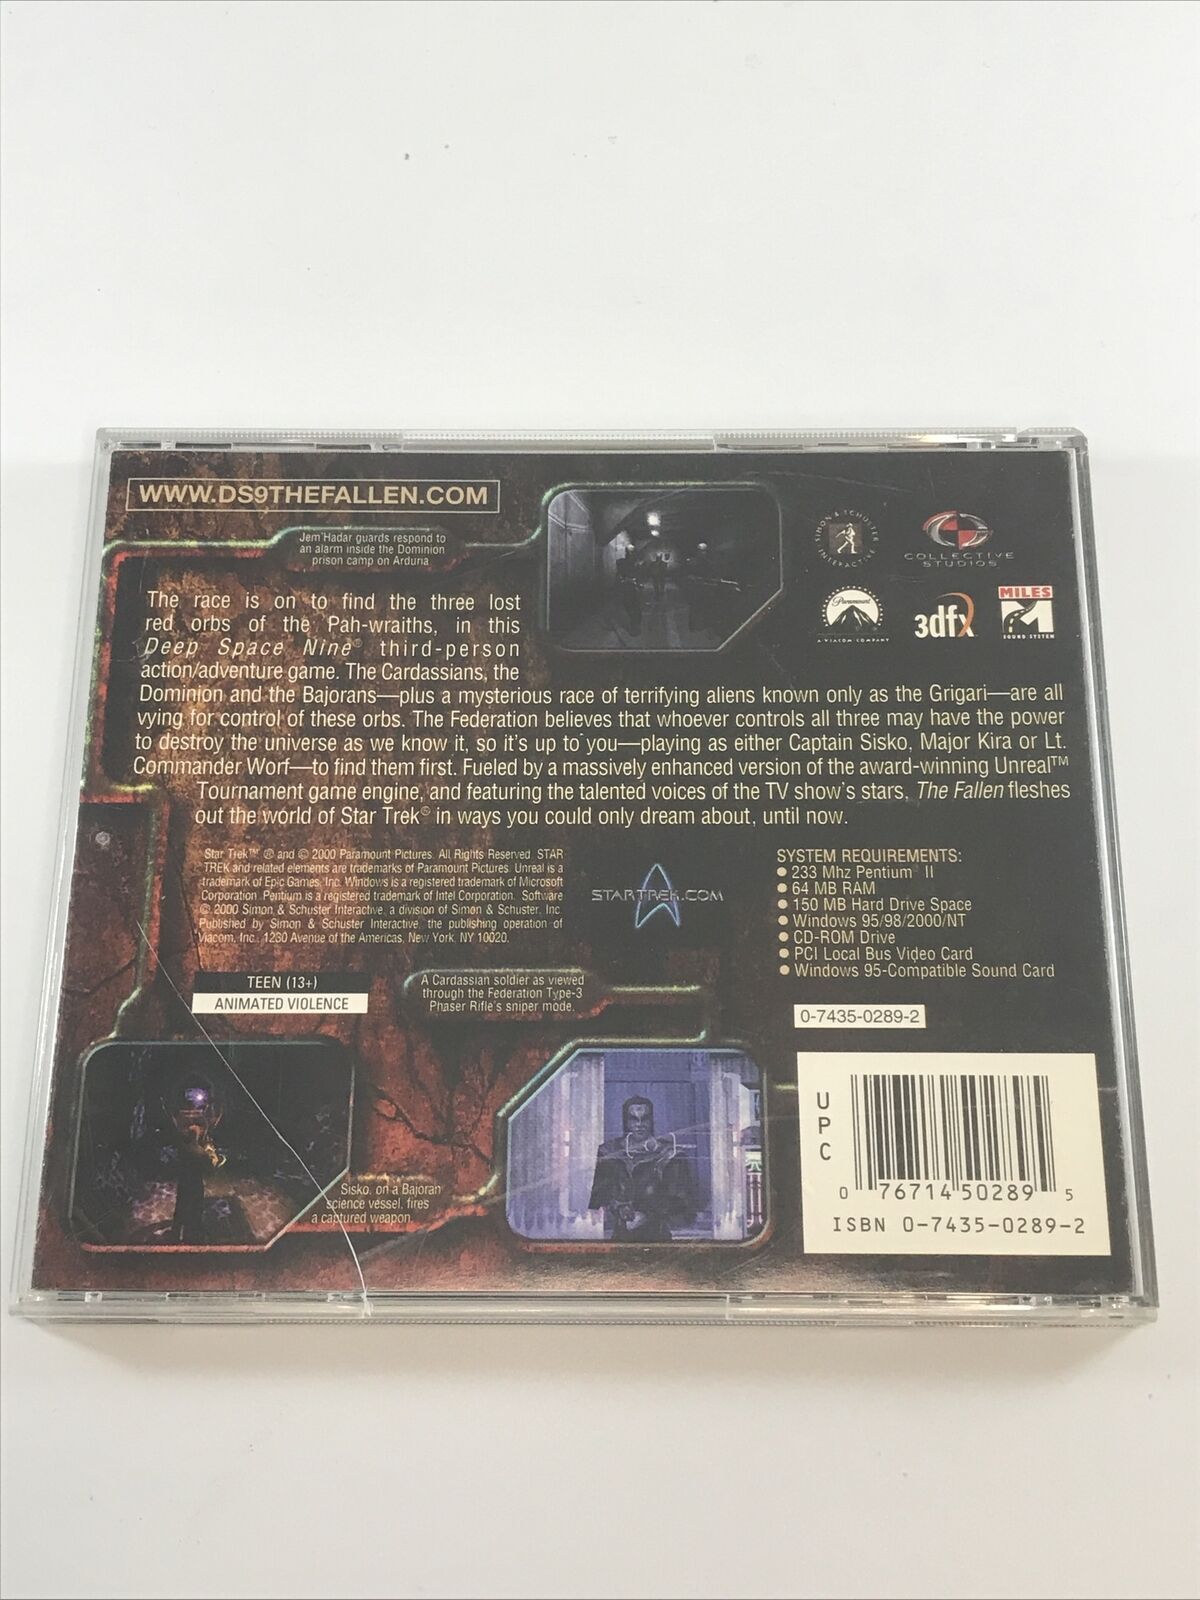 WWW.DS9THEFALLEN.COM
Jem'Hadar guards respond to
an alarm inside the Dominion
prison camp on Arduria
SIMON & SCHUSTER
INTERACTIVE
COLLECTIVE
STUDIOS
Paramount
A VIACOM COMPANY
3dfx
MILES
SOUND SYSTEM
The race is on to find the three lost
red orbs of the Pah-wraiths, in this
Deep Space Nine® third-person
action/adventure game. The Cardassians, the
Dominion and the Bajorans—plus a mysterious race of terrifying aliens known only as the Grigari—are all
vying for control of these orbs. The Federation believes that whoever controls all three may have the power
to destroy the universe as we know it, so it's up to you—playing as either Captain Sisko, Major Kira or Lt.
Commander Worf—to find them first. Fueled by a massively enhanced version of the award-winning Unreal™
Tournament game engine, and featuring the talented voices of the TV show's stars, The Fallen fleshes
out the world of Star Trek® in ways you could only dream about, until now.
Star Trek™ ® and © 2000 Paramount Pictures. All Rights Reserved. STAR
TREK and related elements are trademarks of Paramount Pictures. Unreal is a
trademark of Epic Games, Inc. Windows is a registered trademark of Microsoft
Corporation. Pentium is a registered trademark of Intel Corporation. Software
© 2000 Simon & Schuster Interactive, a division of Simon & Schuster, Inc.
Published by Simon & Schuster Interactive, the publishing operation of
Viacom, Inc., 1230 Avenue of the Americas, New York, NY 10020.
STARTREK.COM
SYSTEM REQUIREMENTS:
● 233 Mhz Pentium® II
● 64 MB RAM
● 150 MB Hard Drive Space
● Windows 95/98/2000/NT
● CD-ROM Drive
● PCI Local Bus Video Card
● Windows 95-Compatible Sound Card
TEEN (13+)
ANIMATED VIOLENCE
A Cardassian soldier as viewed
through the Federation Type-3
Phaser Rifle's sniper mode.
0-7435-0289-2
Sisko, on a Bajoran
science vessel, fires
a captured weapon.
UPC
0 76714 50289 5
ISBN 0-7435-0289-2